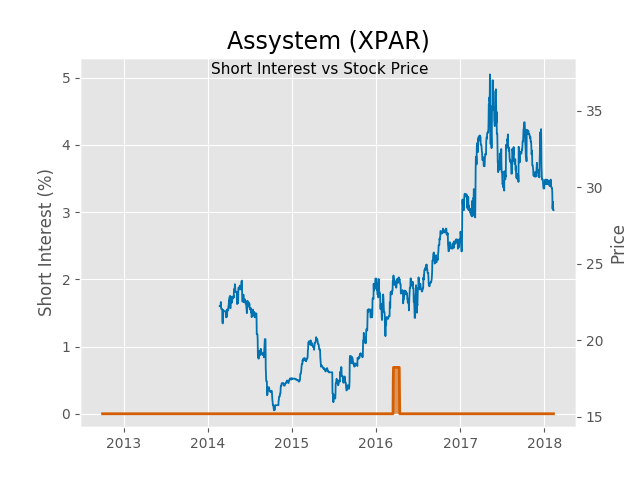 Assystem (XPAR)
Short Interest vs Stock Price
Short Interest (%)
5
4
3
2
1
0
35
30
25
20
15
Price
2013 2014 2015 2016 2017 2018